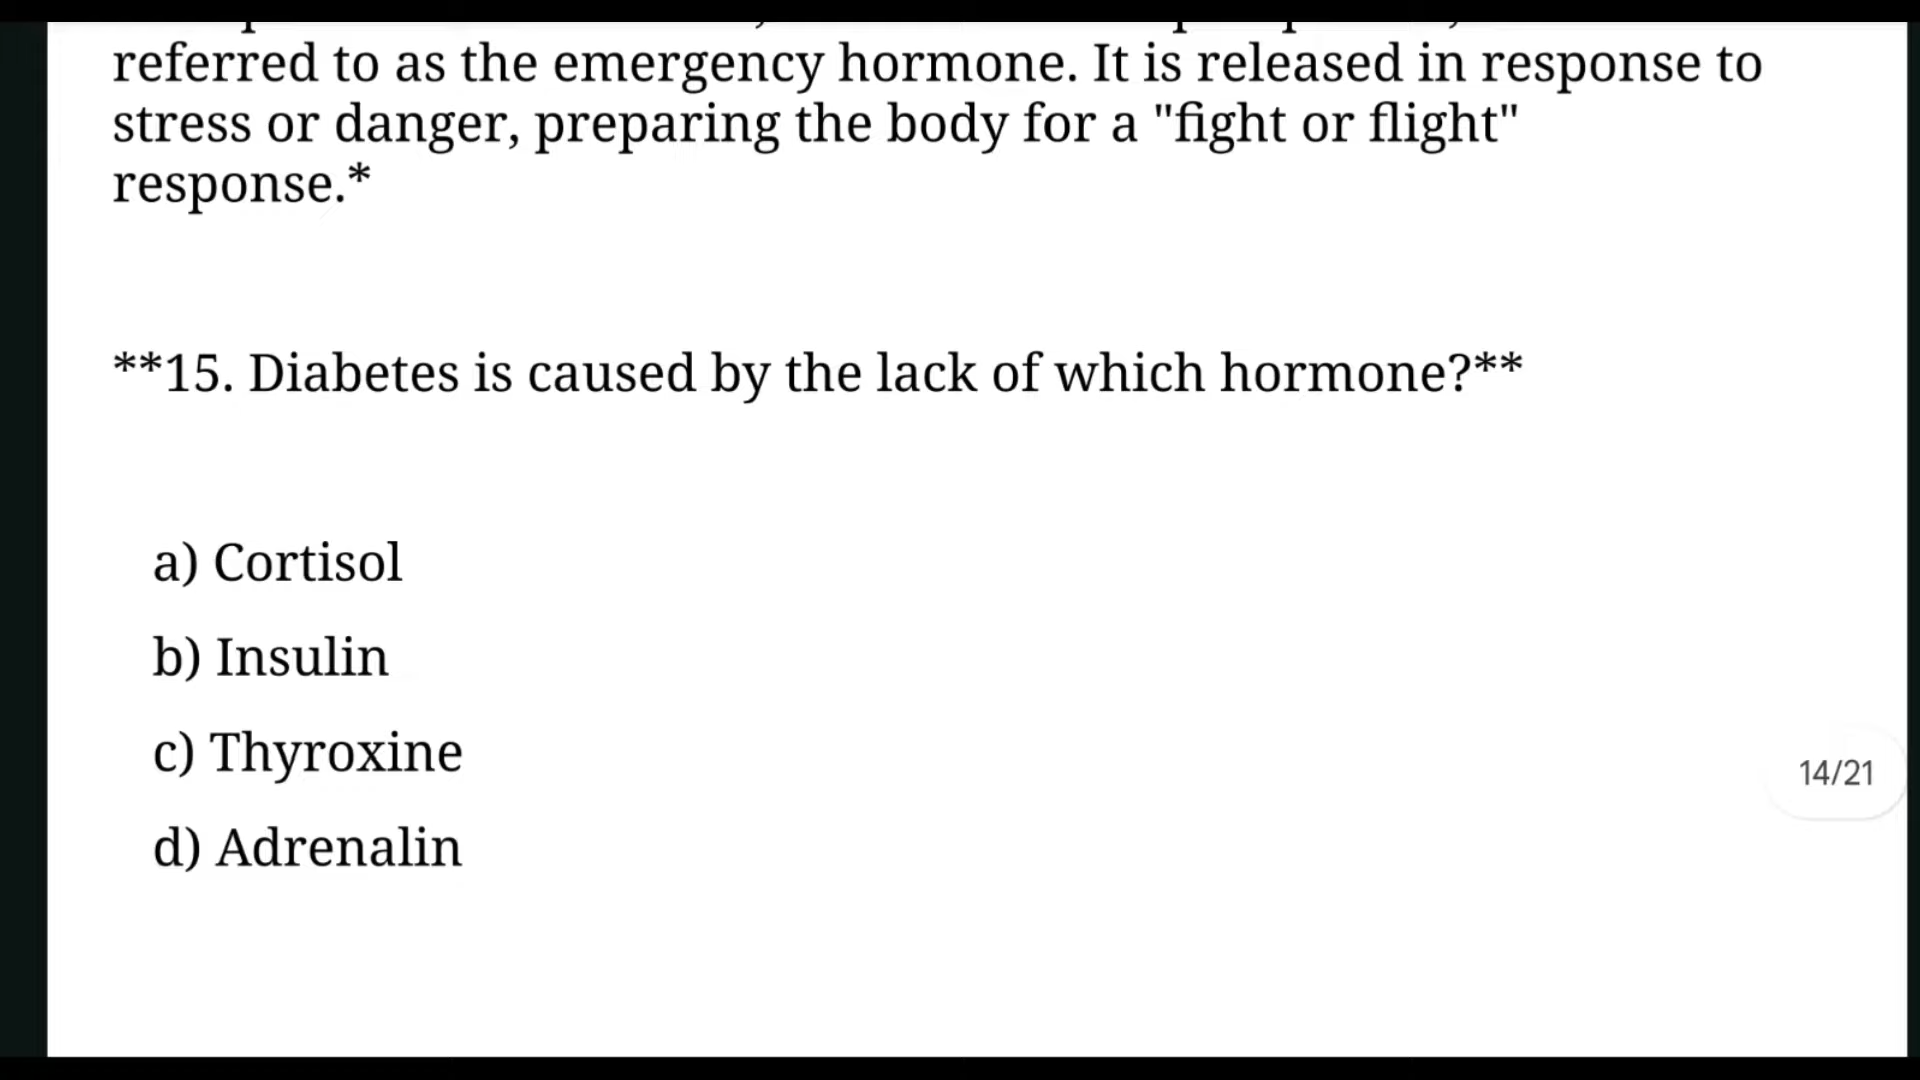 referred to as the emergency hormone. It is released in response to
stress or danger, preparing the body for a "fight or flight"
response.*
**15. Diabetes is caused by the lack of which hormone?**
a) Cortisol
b) Insulin
c) Thyroxine
14/21
d) Adrenalin